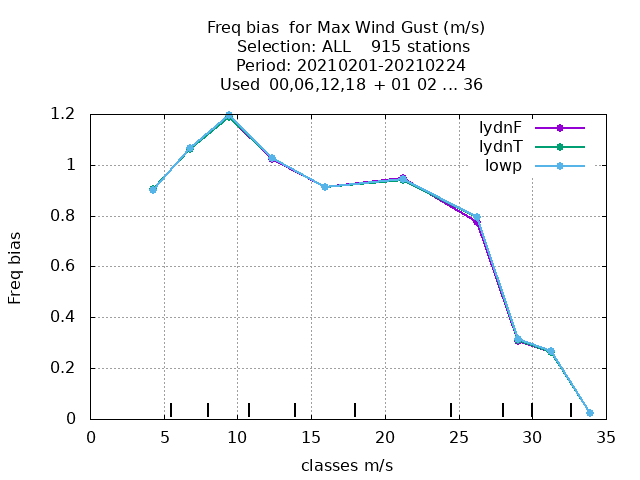 Freq bias  for Max Wind Gust (m/s)
Selection: ALL    915 stations
Period: 20210201-20210224
Used  00,06,12,18  + 01 02 ... 36
lydnF
lydnT
lowp
Freq bias
1.2
1
0.8
0.6
0.4
0.2
0
0 5 10 15 20 25 30 35
classes m/s